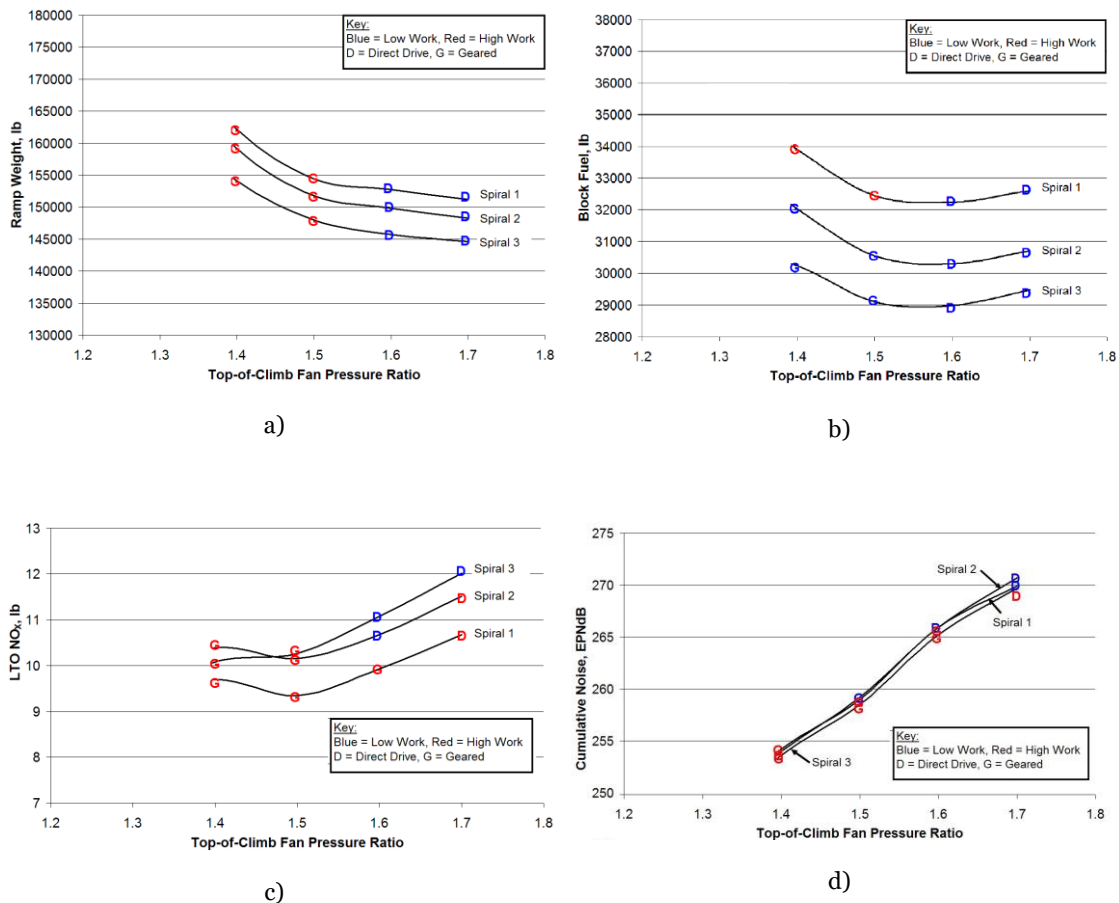 180000
175000
170000
165000
160000
155000
150000
145000
140000
135000
130000
Ramp Weight, lb
Key:
Blue = Low Work, Red = High Work
D = Direct Drive, G = Geared
G
G
G
G
G
G
D
D
D
D
D
D
Spiral 1
Spiral 2
Spiral 3
1.2 1.3 1.4 1.5 1.6 1.7 1.8
Top-of-Climb Fan Pressure Ratio
a)
38000
37000
36000
35000
34000
33000
32000
31000
30000
29000
28000
Block Fuel, lb
Key:
Blue = Low Work, Red = High Work
D = Direct Drive, G = Geared
G
G
G
G
G
G
D
D
D
D
D
D
Spiral 1
Spiral 2
Spiral 3
1.2 1.3 1.4 1.5 1.6 1.7 1.8
Top-of-Climb Fan Pressure Ratio
b)
13
12
11
10
9
8
7
LTO NOX, lb
G
G
G
G
G
G
D
D
G
D
D
D
Spiral 3
Spiral 2
Spiral 1
Key:
Blue = Low Work, Red = High Work
D = Direct Drive, G = Geared
1.2 1.3 1.4 1.5 1.6 1.7 1.8
Top-of-Climb Fan Pressure Ratio
c)
275
270
265
260
255
250
Cumulative Noise, EPNdB
Spiral 2
Spiral 1
Spiral 3
D
D
D
Key:
Blue = Low Work, Red = High Work
D = Direct Drive, G = Geared
1.2 1.3 1.4 1.5 1.6 1.7 1.8
Top-of-Climb Fan Pressure Ratio
d)